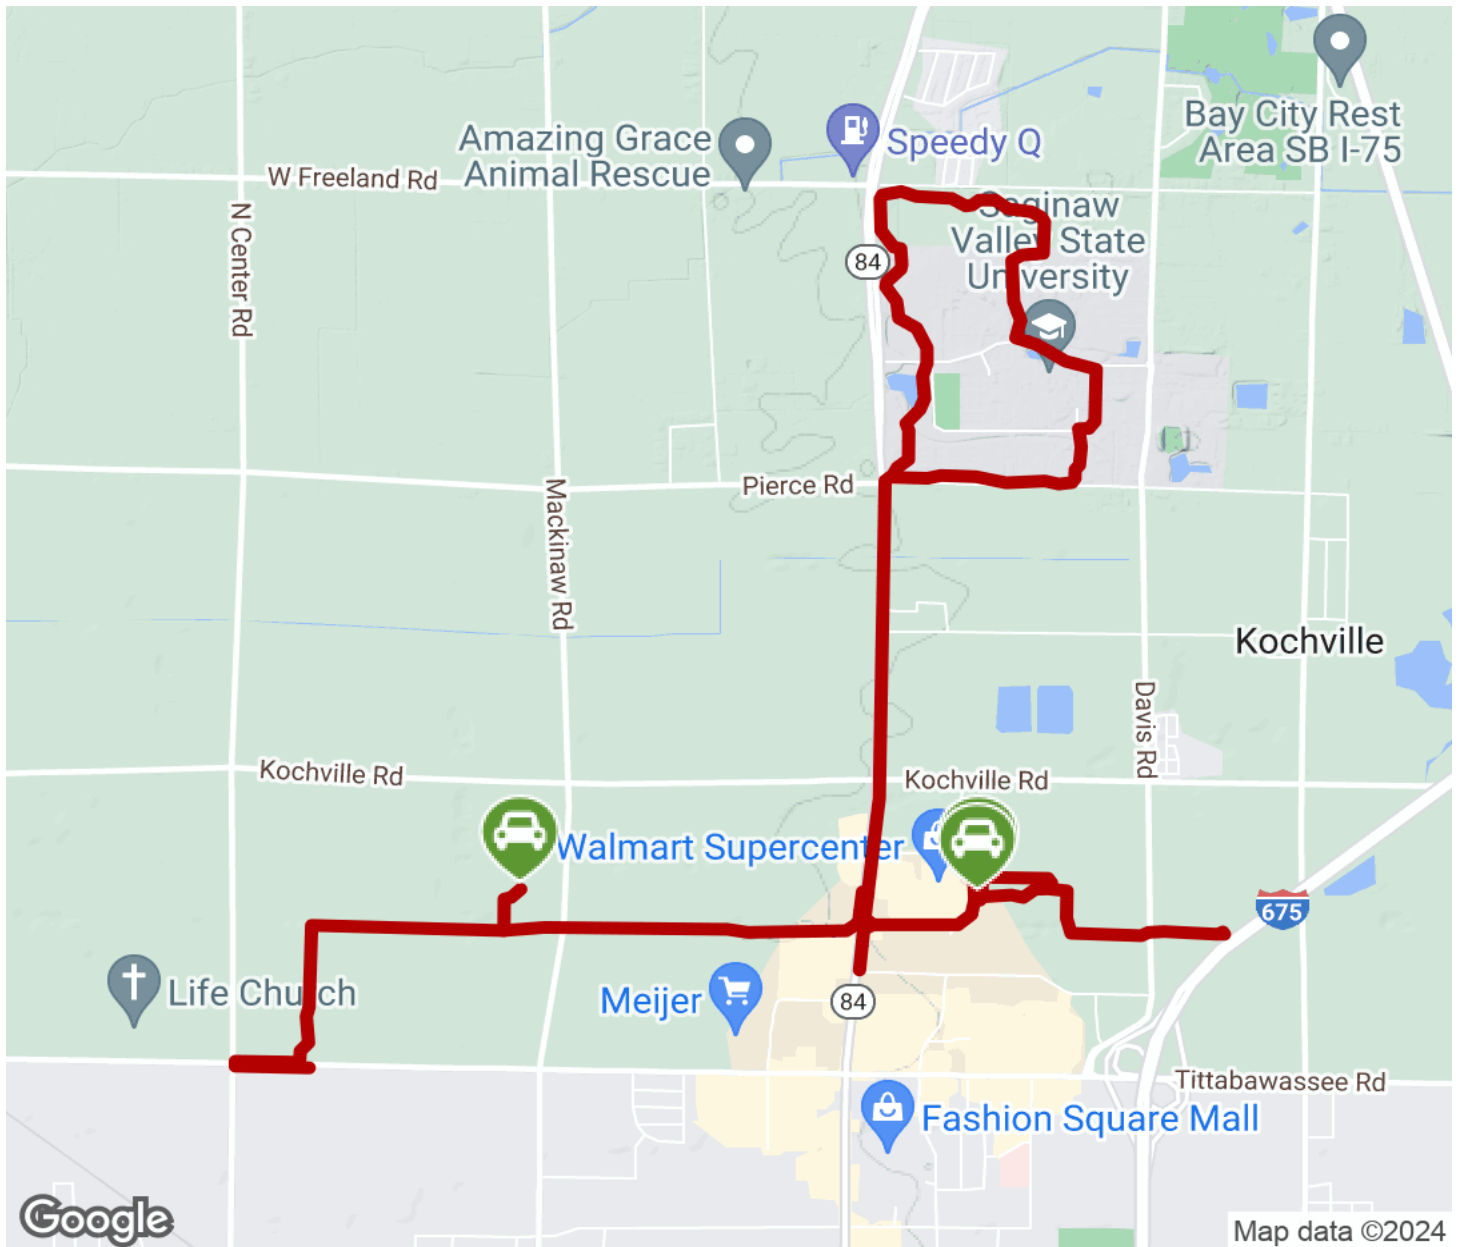 Bay City Rest
Area SB I-75
Amazing Grace
Animal Rescue
Speedy Q
W Freeland Rd
N Center Rd
Saginaw
Valley State
University
84
Pierce Rd
Mackinaw Rd
Kochville
Davis Rd
Kochville Rd
Kochville Rd
Walmart Supercenter
675
Life Church
Meijer
84
Tittabawassee Rd
Fashion Square Mall
Google
Map data ©2024